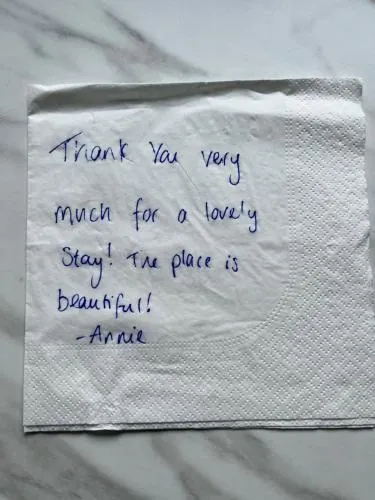 Thank You very
much for a lovely
Stay! The place is
beautiful!
-Annie